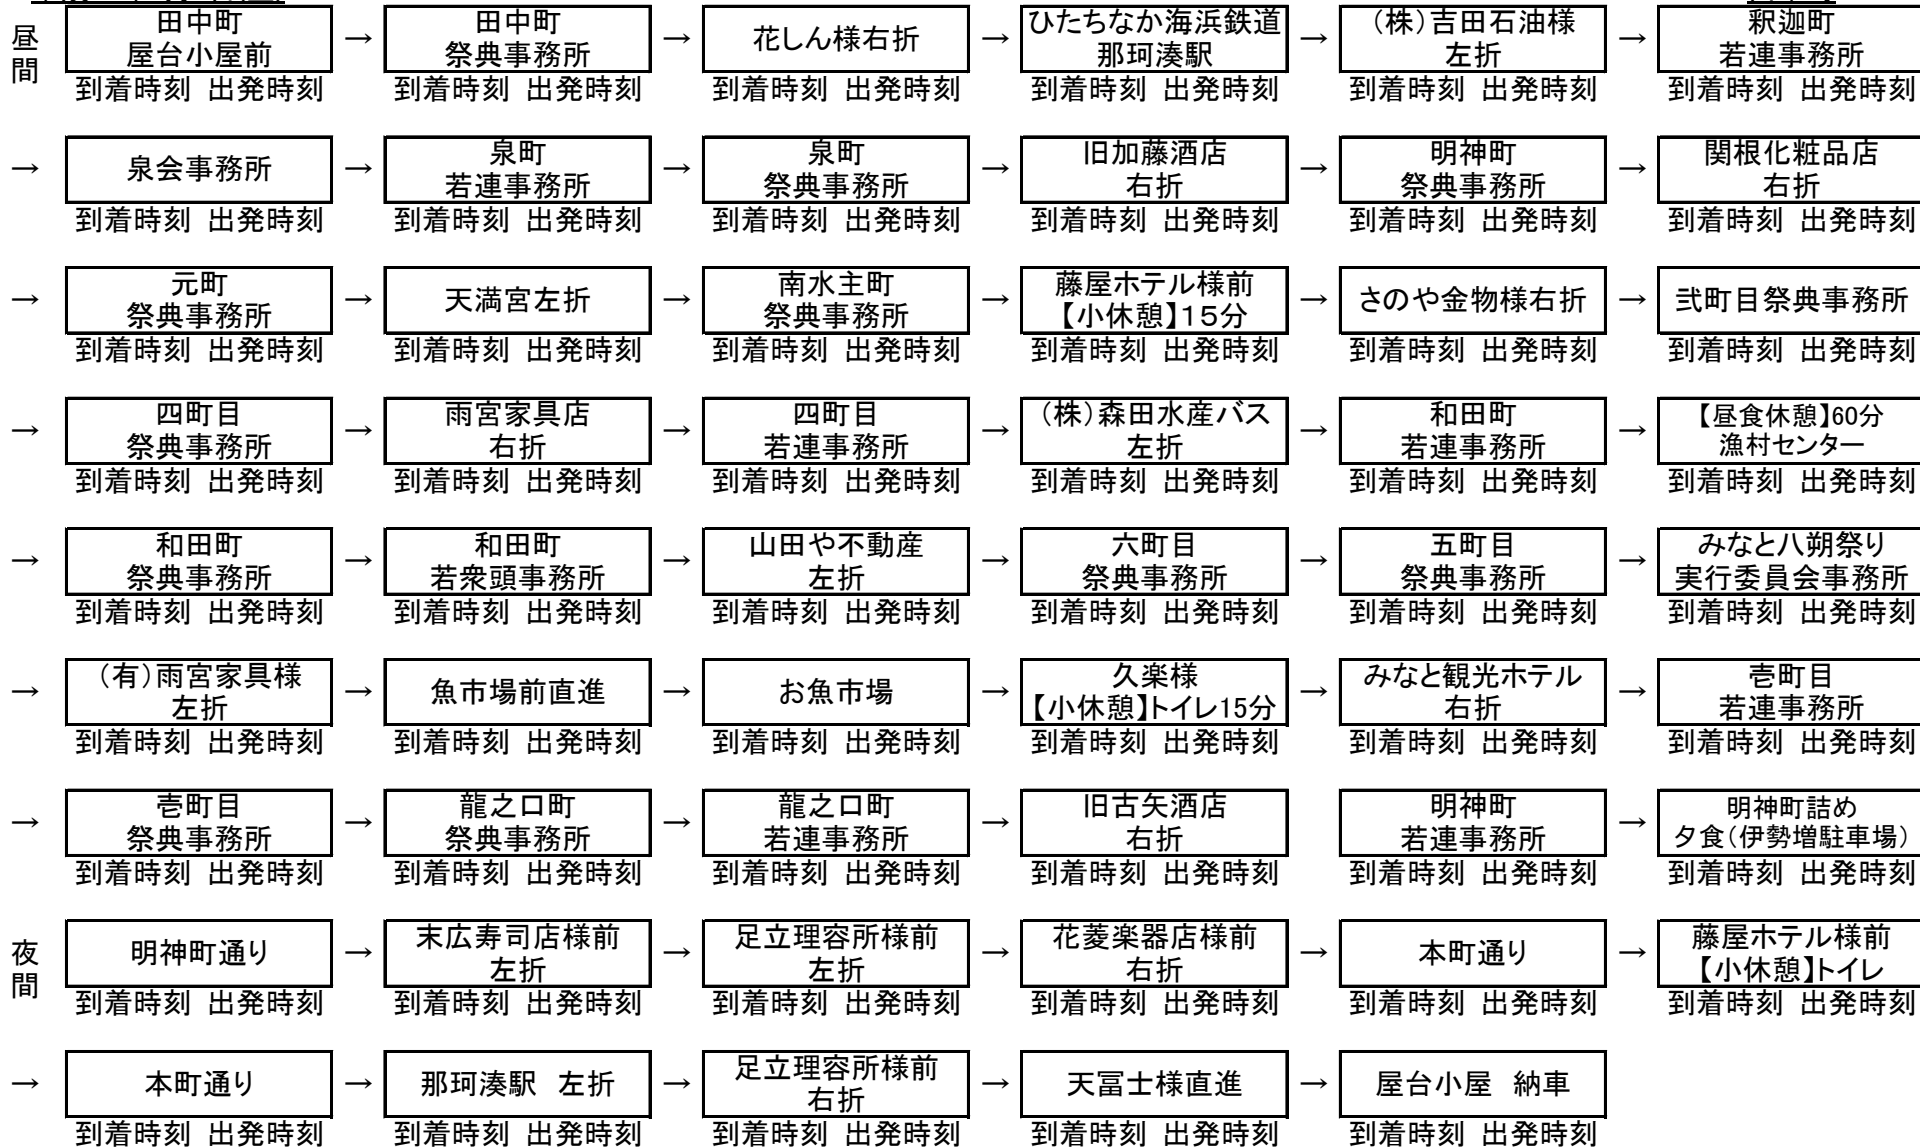 昼間
田中町
屋台小屋前
→
田中町
祭典事務所
→
花しん様右折
→
ひたちなか海浜鉄道
那珂湊駅
→
(株)吉田石油様
左折
→
釈迦町
若連事務所
到着時刻 出発時刻 到着時刻 出発時刻 到着時刻 出発時刻 到着時刻 出発時刻 到着時刻 出発時刻 到着時刻 出発時刻
→
泉会事務所
→
泉町
若連事務所
→
泉町
祭典事務所
→
旧加藤酒店
右折
→
明神町
祭典事務所
→
関根化粧品店
右折
到着時刻 出発時刻 到着時刻 出発時刻 到着時刻 出発時刻 到着時刻 出発時刻 到着時刻 出発時刻 到着時刻 出発時刻
→
元町
祭典事務所
→
天満宮左折
→
南水主町
祭典事務所
→
藤屋ホテル様前
【小休憩】15分
→
さのや金物様右折
→
弐町目祭典事務所
到着時刻 出発時刻 到着時刻 出発時刻 到着時刻 出発時刻 到着時刻 出発時刻 到着時刻 出発時刻 到着時刻 出発時刻
→
四町目
祭典事務所
→
雨宮家具店
右折
→
四町目
若連事務所
→
(株)森田水産バス
左折
→
和田町
若連事務所
→
【昼食休憩】60分
漁村センター
到着時刻 出発時刻 到着時刻 出発時刻 到着時刻 出発時刻 到着時刻 出発時刻 到着時刻 出発時刻 到着時刻 出発時刻
→
和田町
祭典事務所
→
和田町
若衆頭事務所
→
山田や不動産
左折
→
六町目
祭典事務所
→
五町目
祭典事務所
→
みなと八朔祭り
実行委員会事務所
到着時刻 出発時刻 到着時刻 出発時刻 到着時刻 出発時刻 到着時刻 出発時刻 到着時刻 出発時刻 到着時刻 出発時刻
→
(有)雨宮家具様
左折
→
魚市場前直進
→
お魚市場
→
久楽様
【小休憩】トイレ15分
→
みなと観光ホテル
右折
→
壱町目
若連事務所
到着時刻 出発時刻 到着時刻 出発時刻 到着時刻 出発時刻 到着時刻 出発時刻 到着時刻 出発時刻 到着時刻 出発時刻
→
壱町目
祭典事務所
→
龍之口町
祭典事務所
→
龍之口町
若連事務所
→
旧古矢酒店
右折
明神町
若連事務所
→
明神町詰め
夕食(伊勢増駐車場)
到着時刻 出発時刻 到着時刻 出発時刻 到着時刻 出発時刻 到着時刻 出発時刻 到着時刻 出発時刻 到着時刻 出発時刻
夜間
明神町通り
→
末広寿司店様前
左折
→
足立理容所様前
左折
→
花菱楽器店様前
右折
→
本町通り
→
藤屋ホテル様前
【小休憩】トイレ
到着時刻 出発時刻 到着時刻 出発時刻 到着時刻 出発時刻 到着時刻 出発時刻 到着時刻 出発時刻 到着時刻 出発時刻
→
本町通り
→
那珂湊駅 左折
→
足立理容所様前
右折
→
天冨士様直進
→
屋台小屋 納車
到着時刻 出発時刻 到着時刻 出発時刻 到着時刻 出発時刻 到着時刻 出発時刻 到着時刻 出発時刻